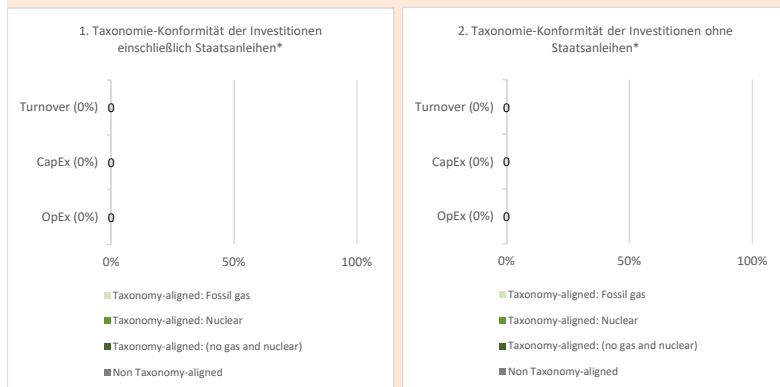 1. Taxonomie-Konformität der Investitionen
einschließlich Staatsanleihen*
Turnover (0%) 0
CapEx (0%) 0
OpEx (0%) 0
0% 50% 100%
Taxonomy-aligned: Fossil gas
Taxonomy-aligned: Nuclear
Taxonomy-aligned: (no gas and nuclear)
Non Taxonomy-aligned
2. Taxonomie-Konformität der Investitionen ohne
Staatsanleihen*
Turnover (0%) 0
CapEx (0%) 0
OpEx (0%) 0
0% 50% 100%
Taxonomy-aligned: Fossil gas
Taxonomy-aligned: Nuclear
Taxonomy-aligned: (no gas and nuclear)
Non Taxonomy-aligned